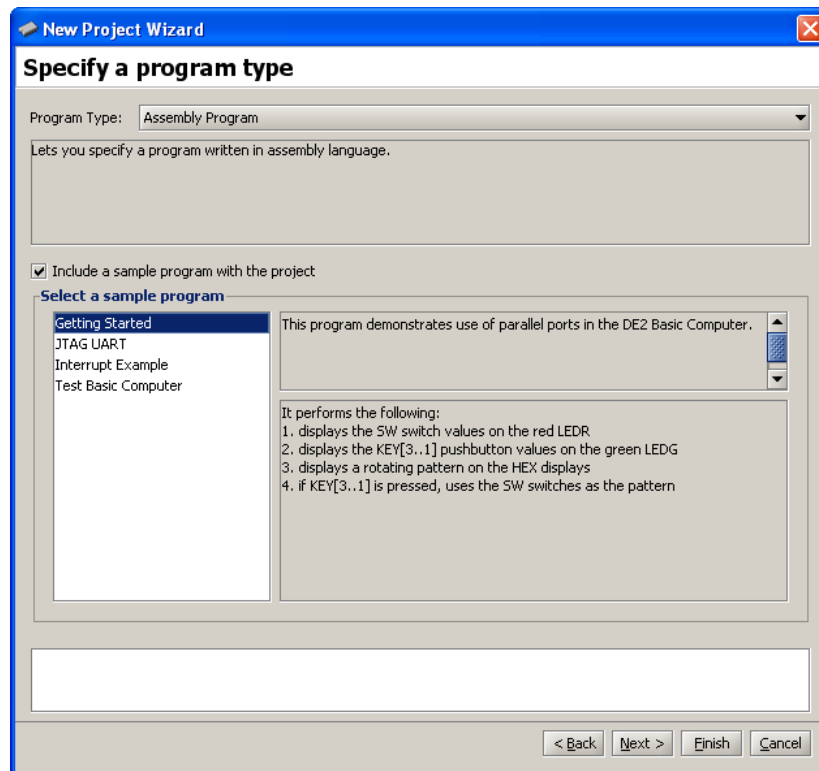 New Project Wizard
Specify a program type
Program Type: Assembly Program
Lets you specify a program written in assembly language.
Include a sample program with the project
Select a sample program
Getting Started
JTAG UART
Interrupt Example
Test Basic Computer
This program demonstrates use of parallel ports in the DE2 Basic Computer.
It performs the following:
1. displays the SW switch values on the red LEDR
2. displays the KEY[3..1] pushbutton values on the green LEDG
3. displays a rotating pattern on the HEX displays
4. if KEY[3..1] is pressed, uses the SW switches as the pattern
< Back Next > Finish Cancel